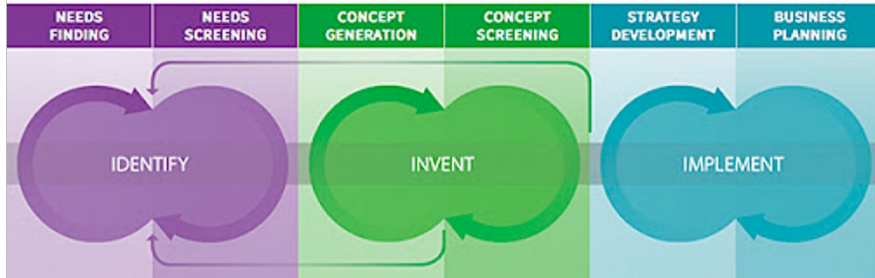 NEEDS
FINDING
NEEDS
SCREENING
CONCEPT
GENERATION
CONCEPT
SCREENING
STRATEGY
DEVELOPMENT
BUSINESS
PLANNING
IDENTIFY
INVENT
IMPLEMENT